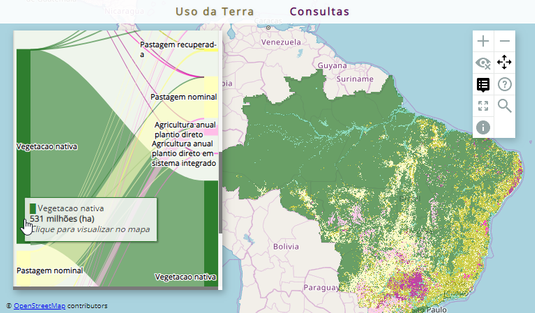 Uso da Terra
Consultas
Pastagem recuperad-
a
Pastagem nominal
Agricultura anual
plantio direto
Agricultura anual
plantio direto em
sistema integrado
Vegetacao nativa
Vegetacao nativa
531 milhões (ha)
Clique para visualizar no mapa
Pastagem nominal
Vegetacao nativa
© OpenStreetMap contributors
Venezuela
Guyana
Suriname
Bolivia
Paraguay
Paulo